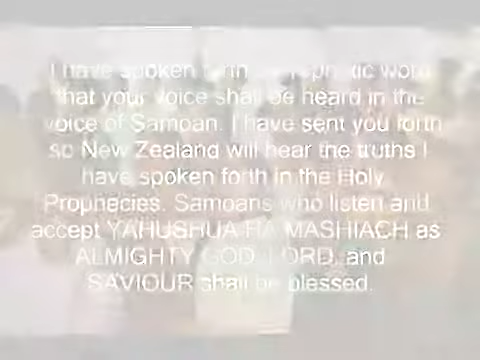 I have spoken forth prophetic word
that your voice shall be heard in the
voice of Samoan. I have sent you forth
so New Zealand will hear the truths I
have spoken forth in the Holy
Prophecies. Samoans who listen and
accept YAHUSHUA HA MASHIACH as
ALMIGHTY GOD, LORD, and
SAVIOUR shall be blessed.